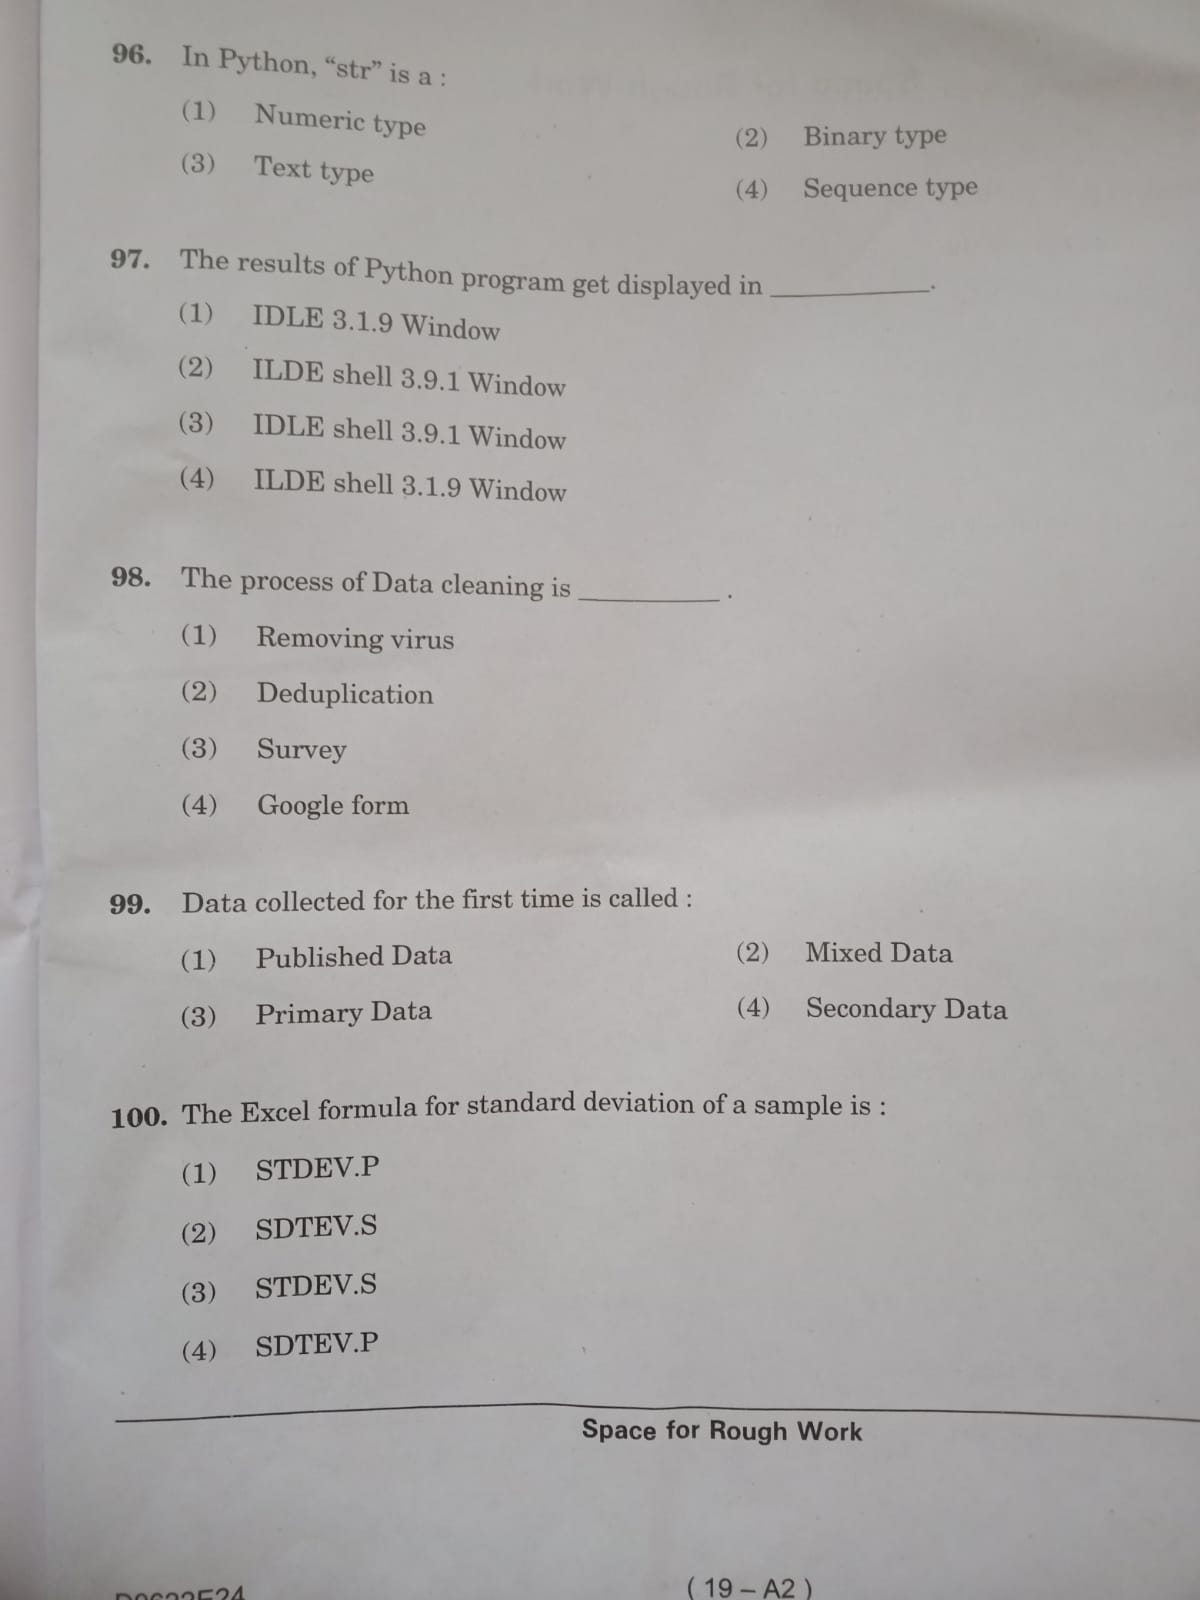 96. In Python, “str” is a :
(1) Numeric type
(2) Binary type
(3) Text type
(4) Sequence type
97. The results of Python program get displayed in __________.
(1) IDLE 3.1.9 Window
(2) ILDE shell 3.9.1 Window
(3) IDLE shell 3.9.1 Window
(4) ILDE shell 3.1.9 Window
98. The process of Data cleaning is __________ .
(1) Removing virus
(2) Deduplication
(3) Survey
(4) Google form
99. Data collected for the first time is called :
(1) Published Data
(2) Mixed Data
(3) Primary Data
(4) Secondary Data
100. The Excel formula for standard deviation of a sample is :
(1) STDEV.P
(2) SDTEV.S
(3) STDEV.S
(4) SDTEV.P
Space for Rough Work
( 19 – A2 )